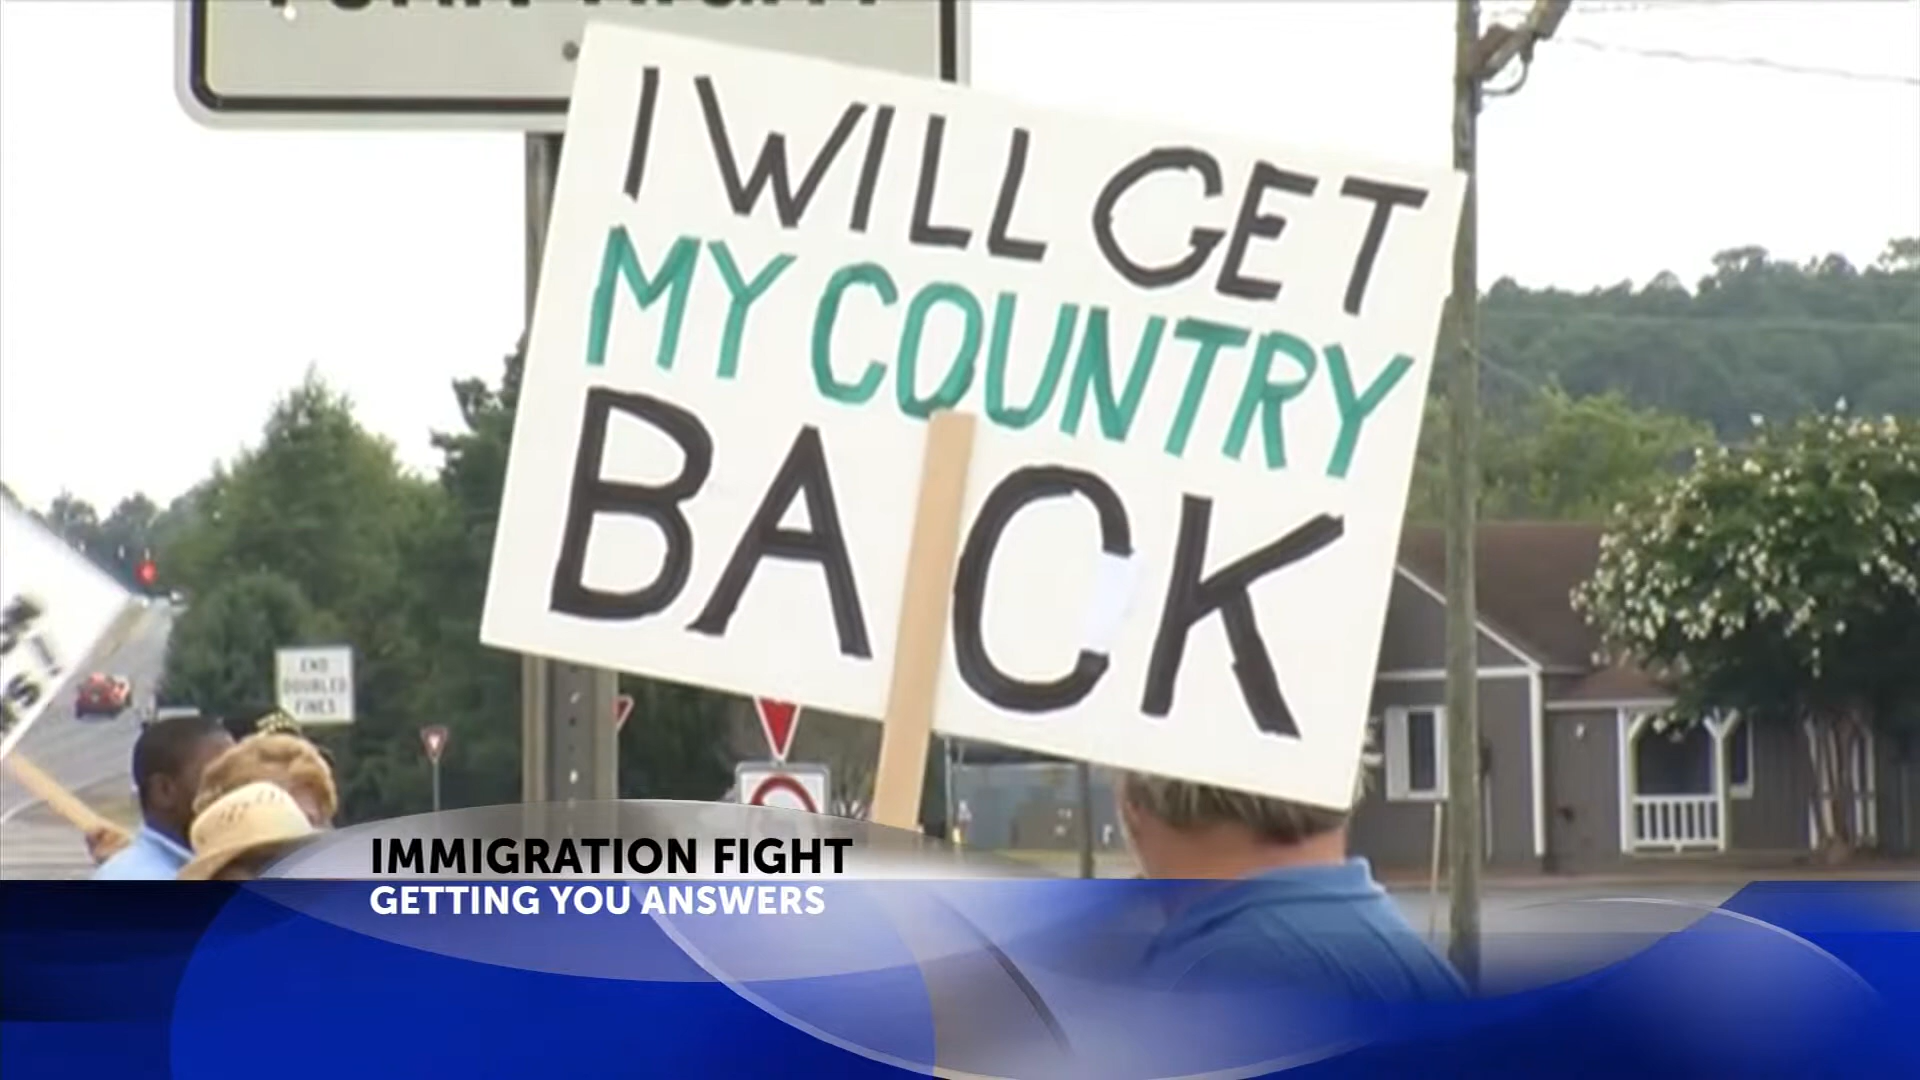 I WILL GET
MY COUNTRY
BACK
END
DOUBLED
FINES
IMMIGRATION FIGHT
GETTING YOU ANSWERS